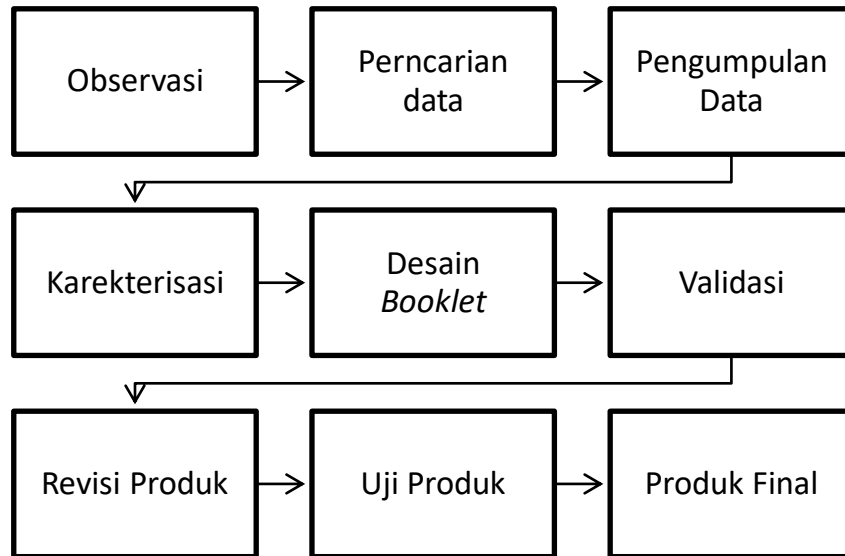 Observasi
Perncarian
data
Pengumpulan
Data
Karekterisasi
Desain
Booklet
Validasi
Revisi Produk
Uji Produk
Produk Final